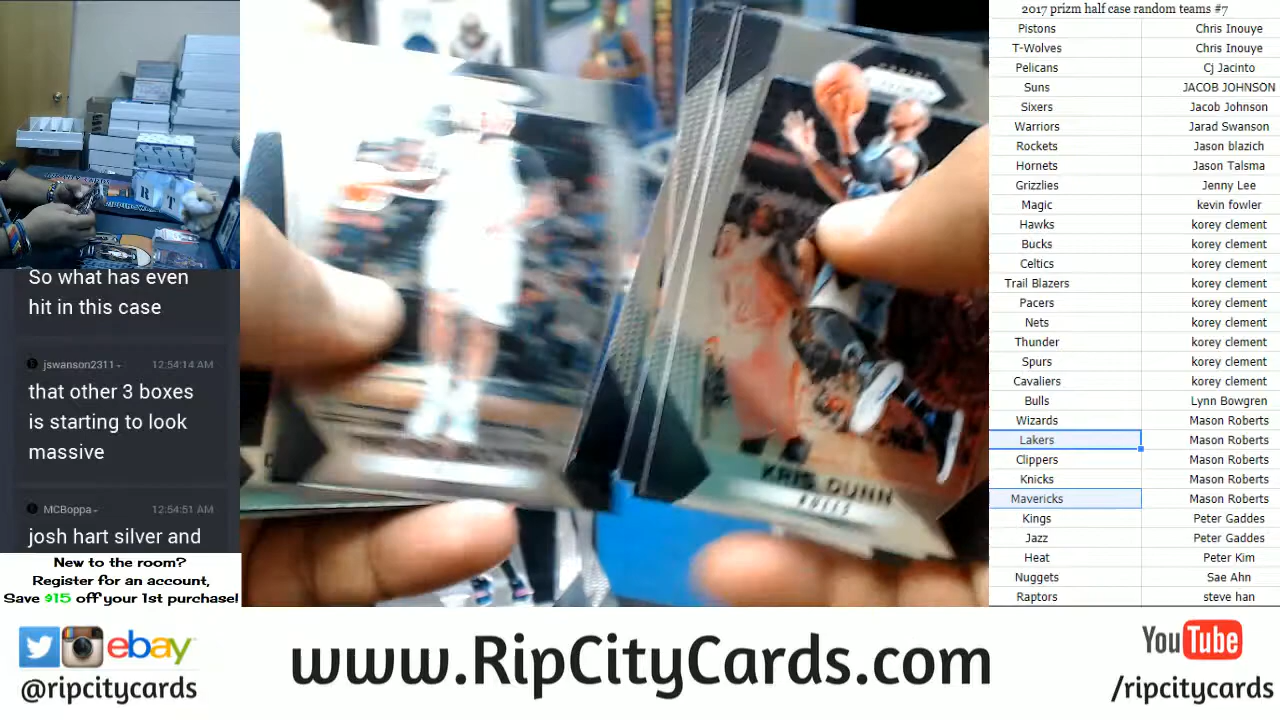 2017 prizm half case random teams #7
Pistons Chris Inouye
T-Wolves Chris Inouye
Pelicans Cj Jacinto
Suns JACOB JOHNSON
Sixers Jacob Johnson
Warriors Jarad Swanson
Rockets Jason blazich
Hornets Jason Talsma
Grizzlies Jenny Lee
Magic kevin fowler
Hawks korey clement
Bucks korey clement
Celtics korey clement
Trail Blazers korey clement
Pacers korey clement
Nets korey clement
Thunder korey clement
Spurs korey clement
Cavaliers korey clement
Bulls Lynn Bowgren
Wizards Mason Roberts
Lakers Mason Roberts
Clippers Mason Roberts
Knicks Mason Roberts
Mavericks Mason Roberts
Kings Peter Gaddes
Jazz Peter Gaddes
Heat Peter Kim
Nuggets Sae Ahn
Raptors steve han
So what has even
hit in this case
jswanson2311 12:54:14 AM
that other 3 boxes
is starting to look
massive
MCBoppa 12:54:51 AM
josh hart silver and
New to the room?
Register for an account,
Save $15 off your 1st purchase!
KRIS DUNN
BULLS
ebay
@ripcitycards
www.RipCityCards.com
YouTube
/ripcitycards